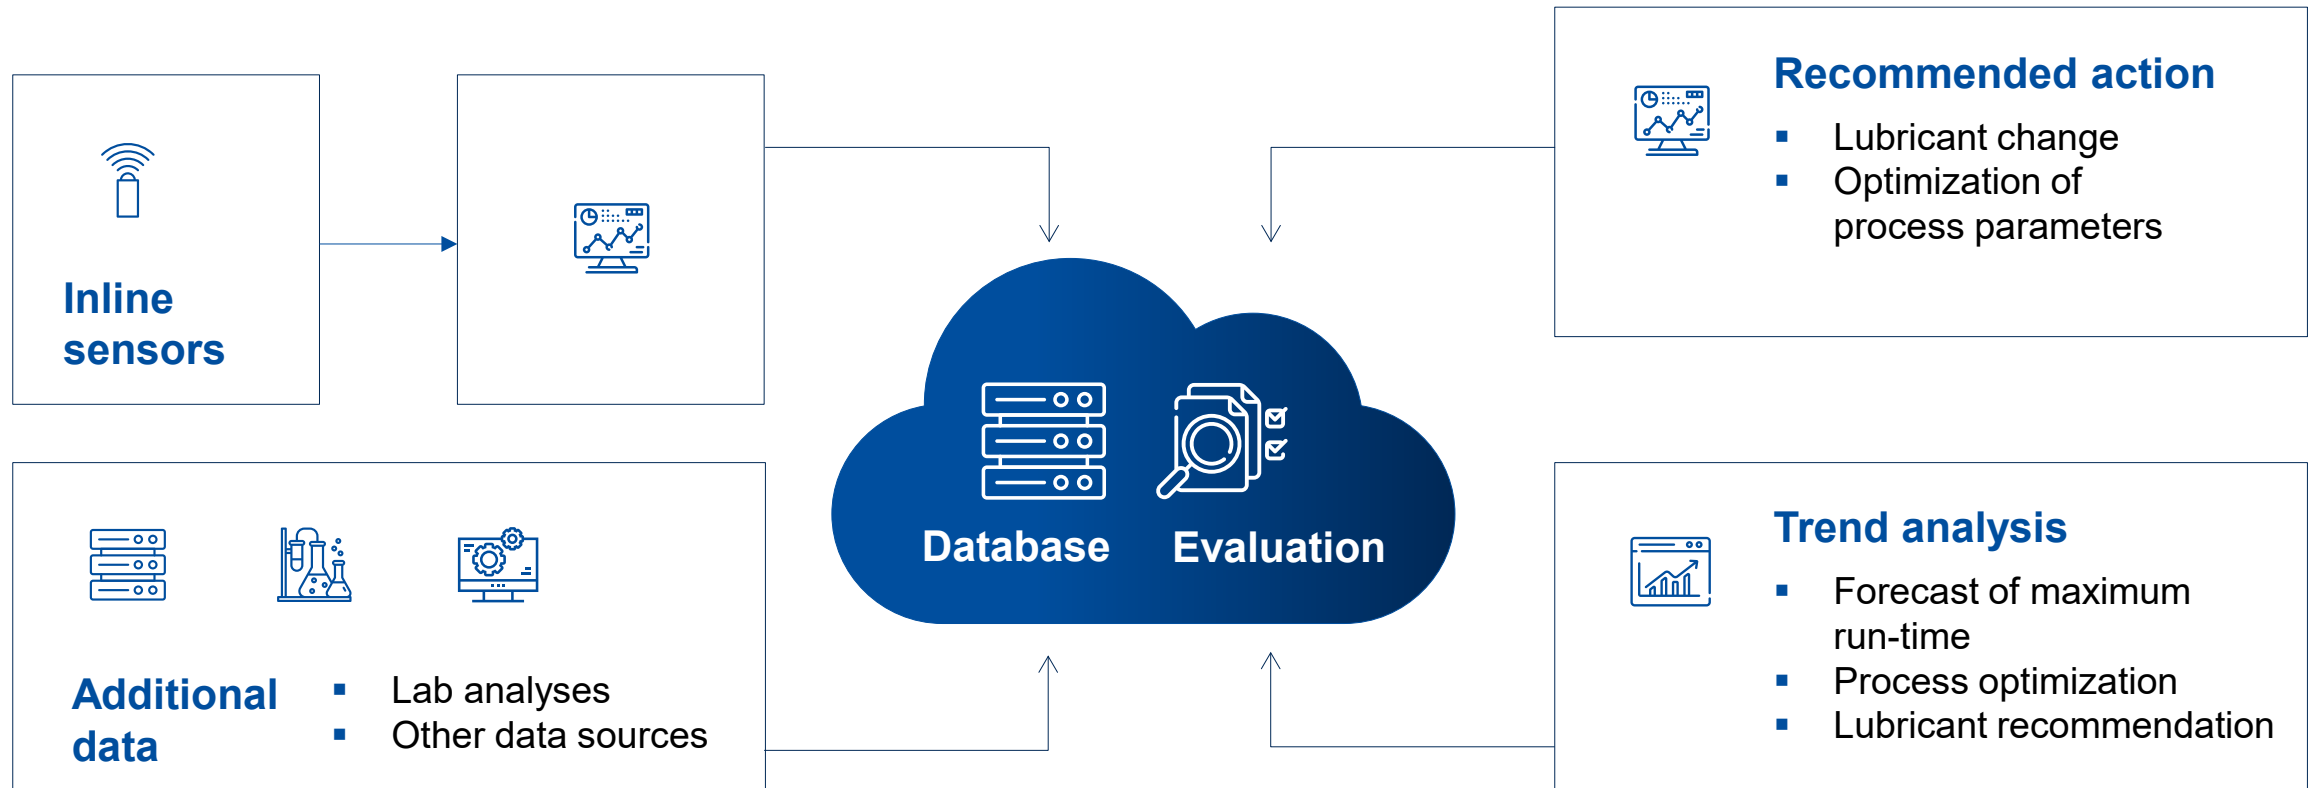 Inline
sensors
Additional
data
▪ Lab analyses
▪ Other data sources
Database
Evaluation
Recommended action
▪ Lubricant change
▪ Optimization of
process parameters
Trend analysis
▪ Forecast of maximum
run-time
▪ Process optimization
▪ Lubricant recommendation